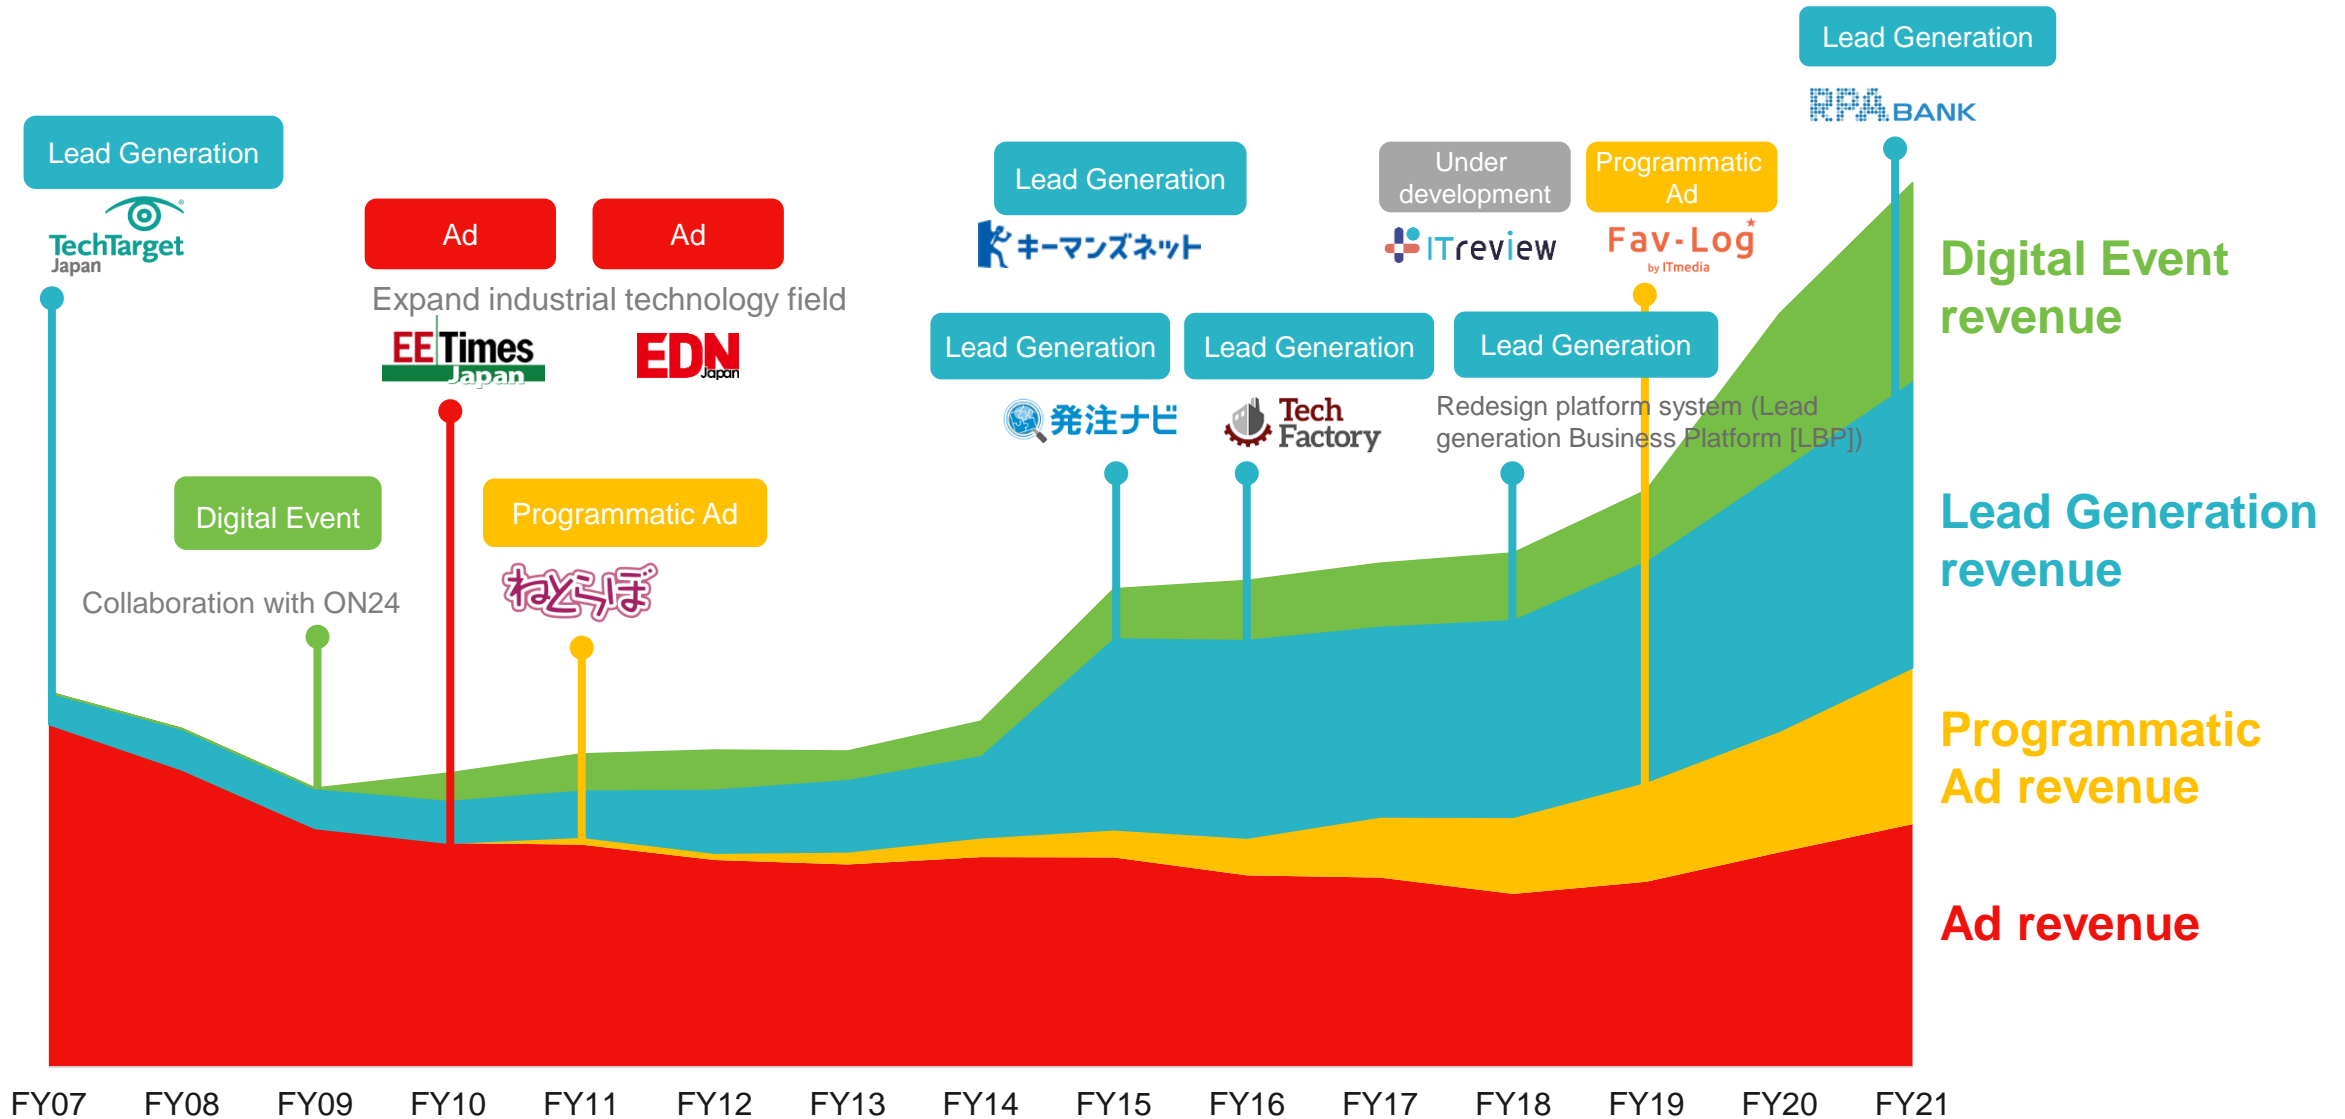 Lead Generation
RPA BANK
Lead Generation
TechTarget
Japan
Ad
Ad
Expand industrial technology field
EE Times
Japan
EDN
Japan
Lead Generation
キーマンズネット
Under
development
ITreview
Programmatic
Ad
Fav-Log
by ITmedia
Lead Generation
発注ナビ
Lead Generation
Tech
Factory
Lead Generation
Redesign platform system (Lead
generation Business Platform [LBP])
Digital Event
Collaboration with ON24
Programmatic Ad
ねとらぼ
Digital Event
revenue
Lead Generation
revenue
Programmatic
Ad revenue
Ad revenue
FY07 FY08 FY09 FY10 FY11 FY12 FY13 FY14 FY15 FY16 FY17 FY18 FY19 FY20 FY21